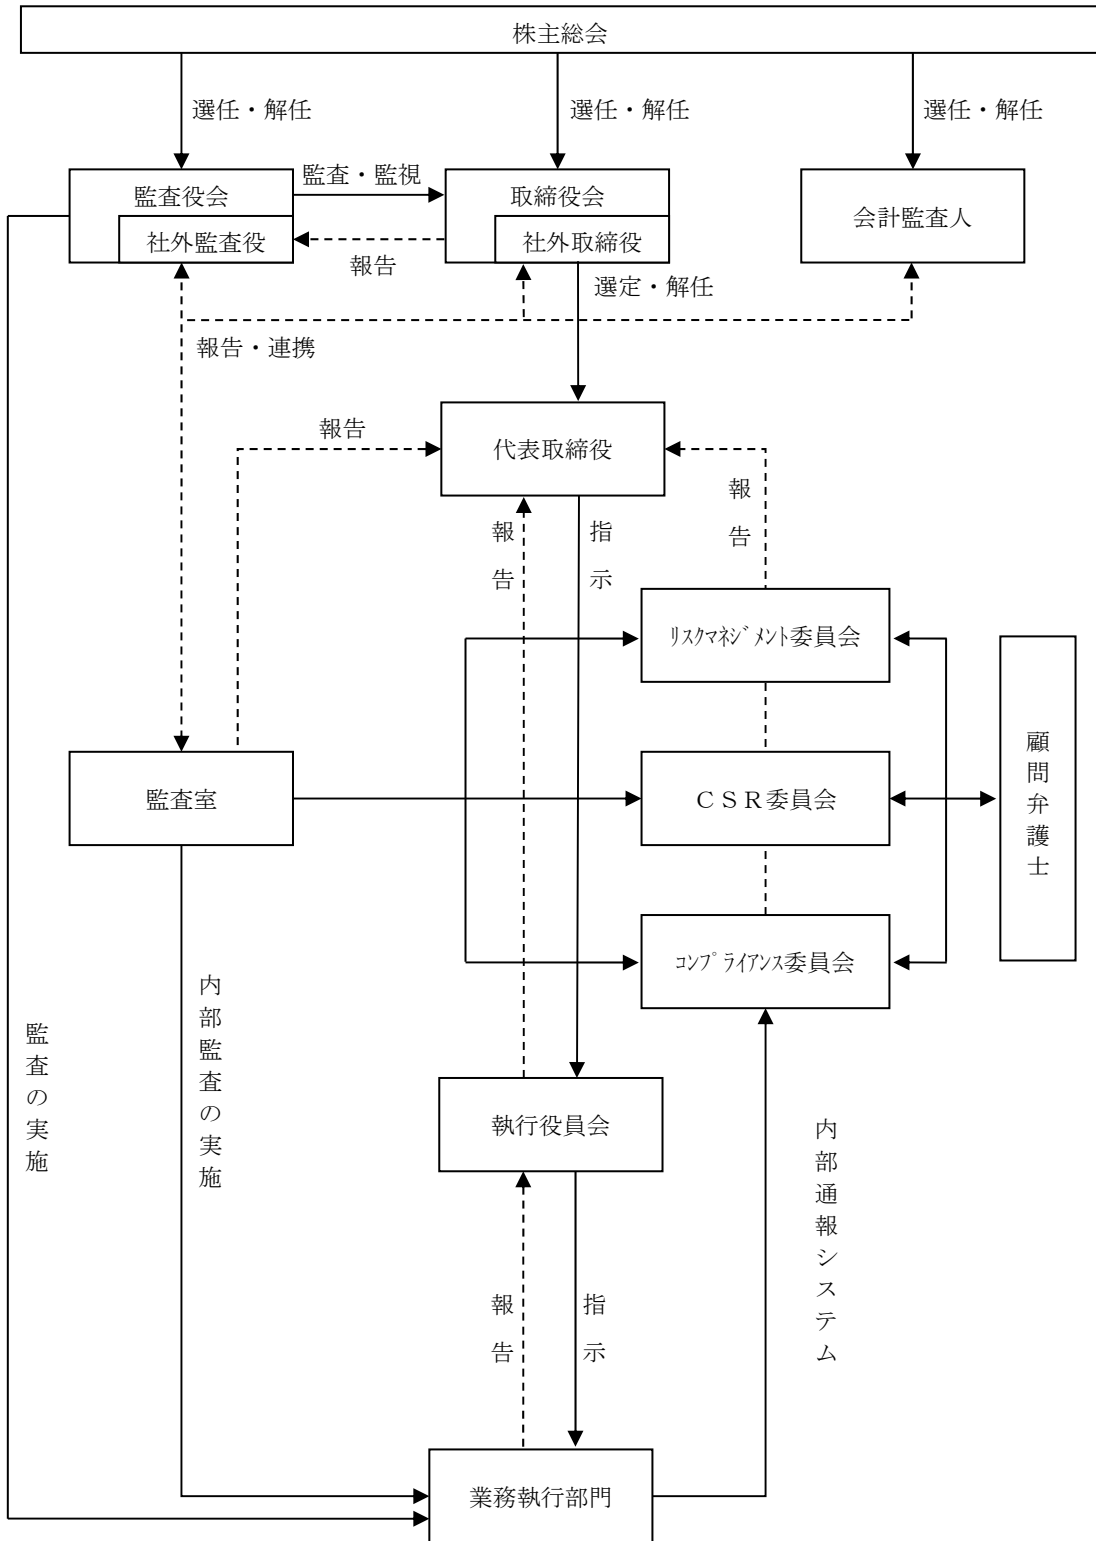 株主総会
選任・解任
選任・解任
選任・解任
監査役会
監査・監視
取締役会
会計監査人
社外監査役
社外取締役
報告
選定・解任
報告・連携
報告
代表取締役
報告
報告
指示
リスクマネジメント委員会
顧問弁護士
監査室
CSR委員会
コンプライアンス委員会
監査の実施
内部監査の実施
執行役員会
内部通報システム
報告
指示
業務執行部門